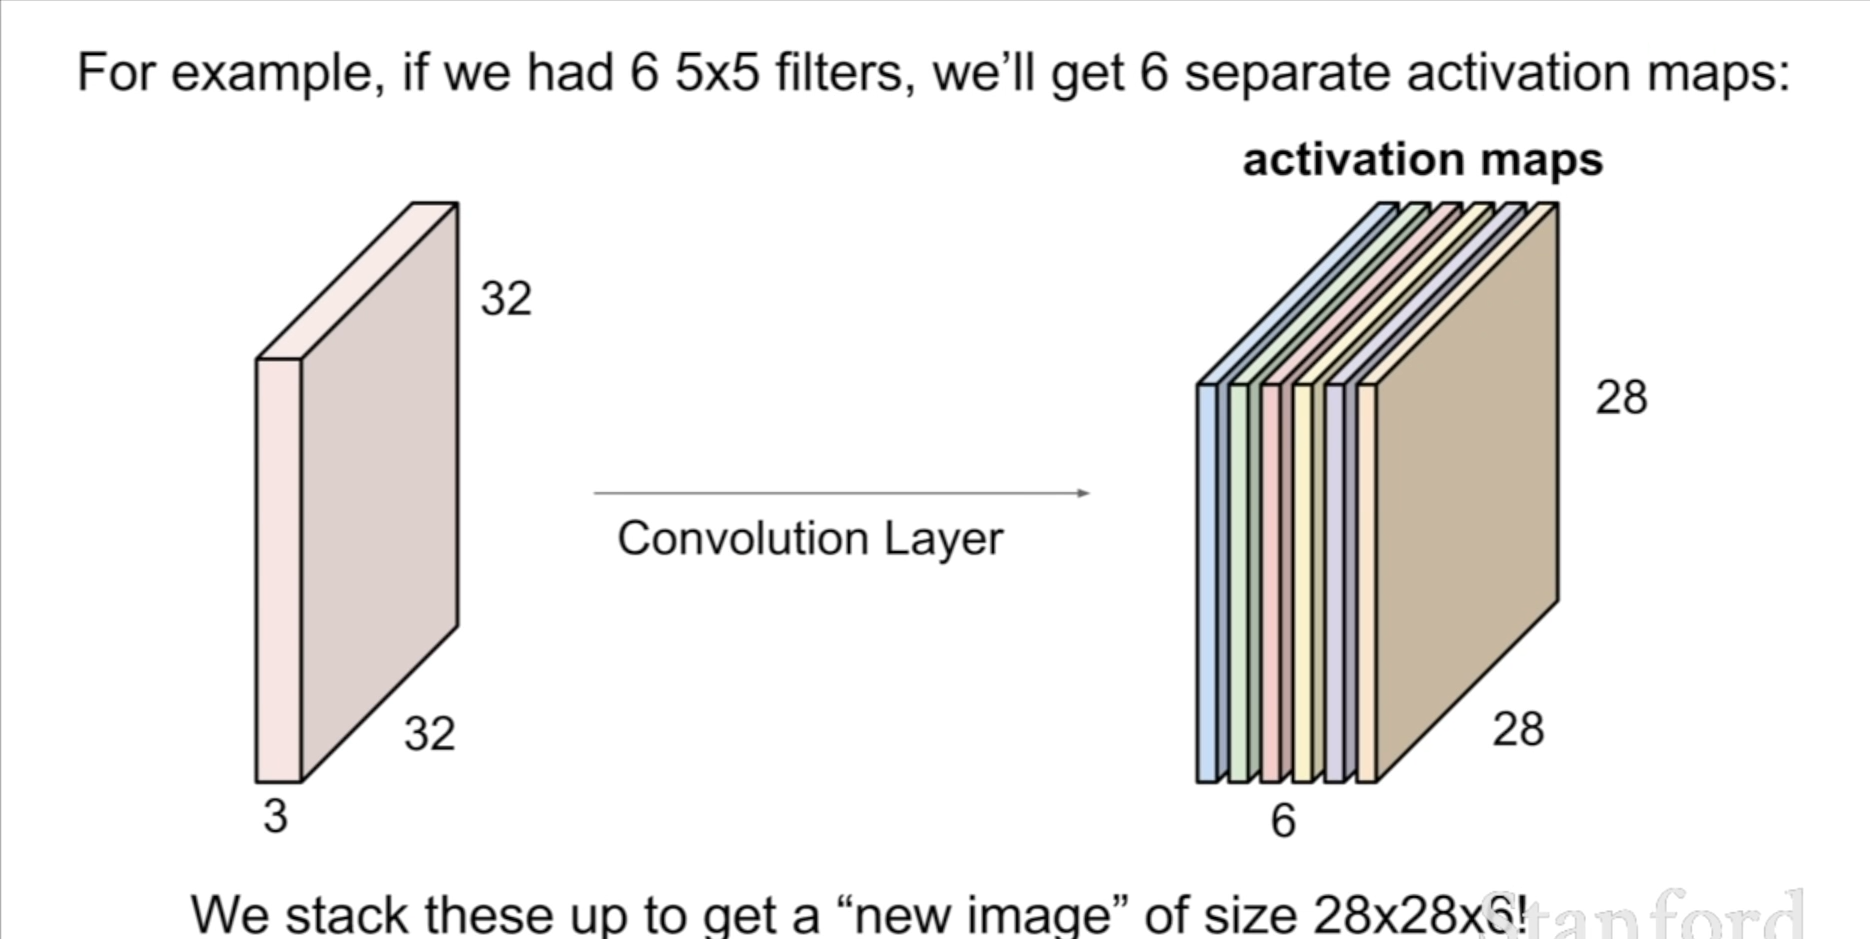 For example, if we had 6 5x5 filters, we’ll get 6 separate activation maps:
activation maps
32
28
Convolution Layer
32
28
3
6
We stack these up to get a “new image” of size 28x28x6!
Stanford